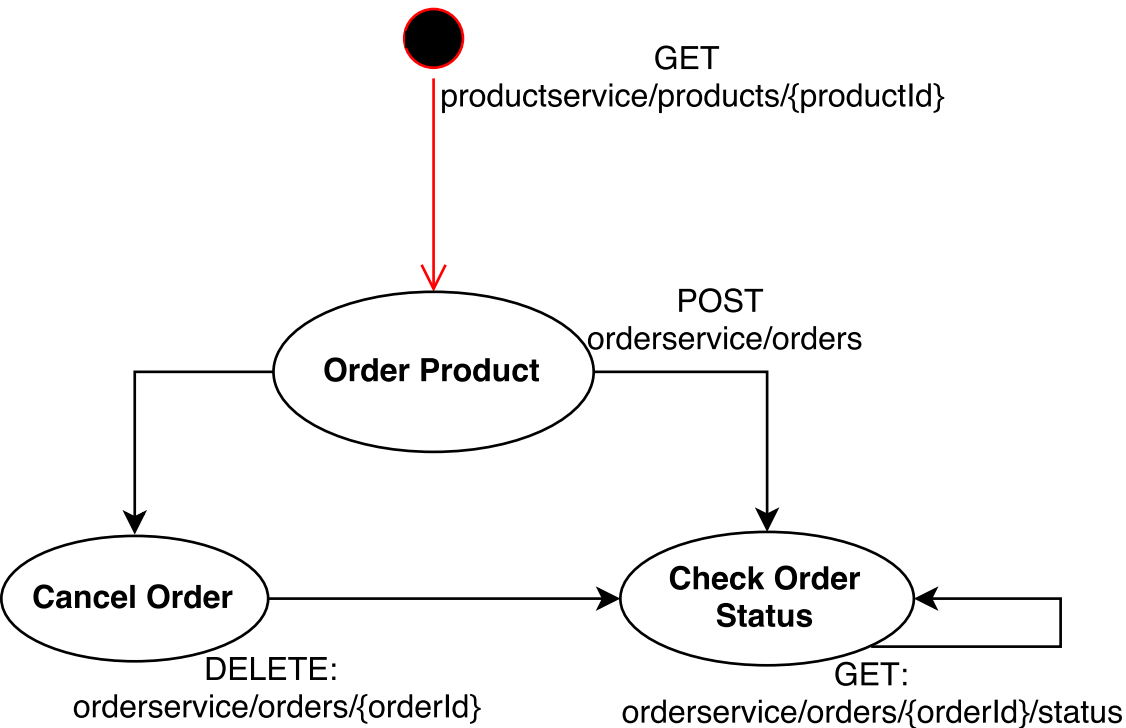 GET
productservice/products/{productId}
POST
orderservice/orders
Order Product
Cancel Order
Check Order
Status
DELETE:
orderservice/orders/{orderId}
GET:
orderservice/orders/{orderId}/status